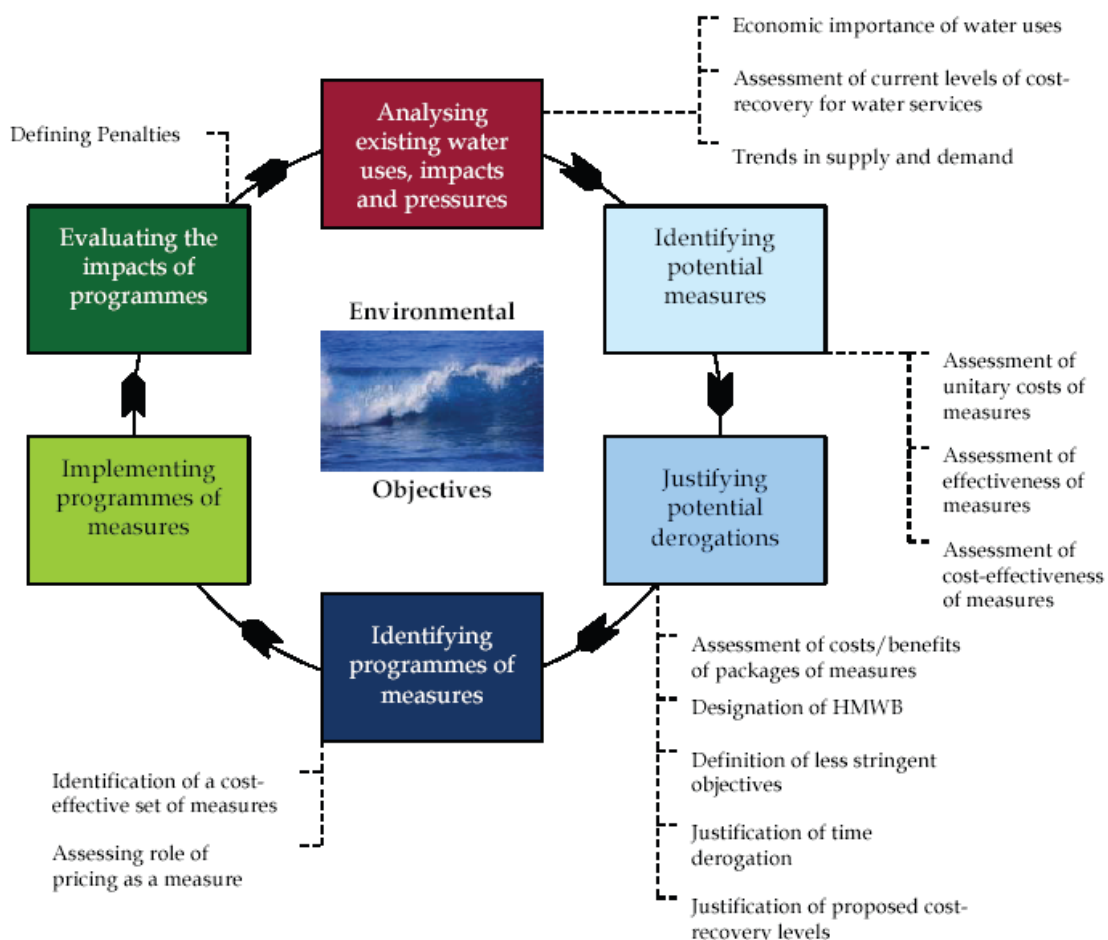 Economic importance of water uses
Assessment of current levels of cost-
recovery for water services
Trends in supply and demand
Defining Penalties
Analysing
existing water
uses, impacts
and pressures
Evaluating the
impacts of
programmes
Identifying
potential
measures
Environmental
Objectives
Assessment of
unitary costs of
measures
Assessment of
effectiveness of
measures
Assessment of
cost-effectiveness
of measures
Implementing
programmes of
measures
Justifying
potential
derogations
Identifying
programmes of
measures
Assessment of costs/benefits
of packages of measures
Designation of HMWB
Definition of less stringent
objectives
Justification of time
derogation
Justification of proposed cost-
recovery levels
Identification of a cost-
effective set of measures
Assessing role of
pricing as a measure